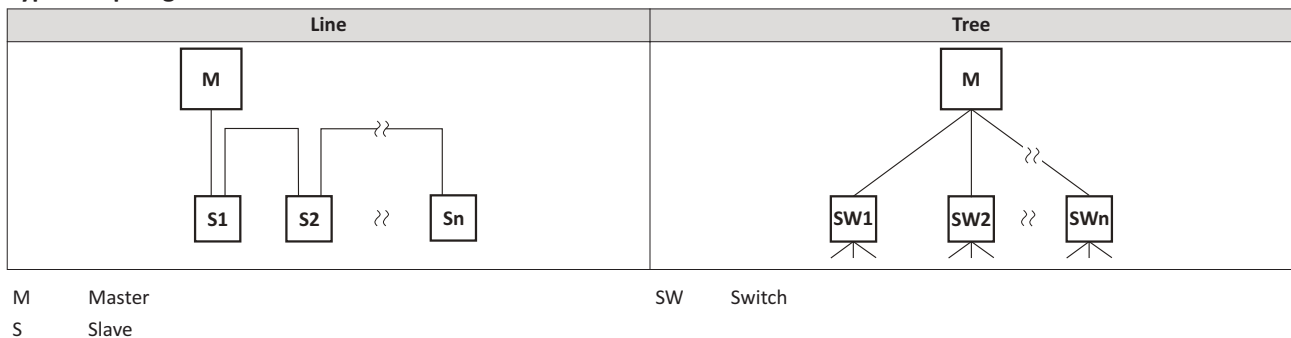 Line Tree
M M
S1 S2 Sn SW1 SW2 SWn
M Master SW Switch
S Slave